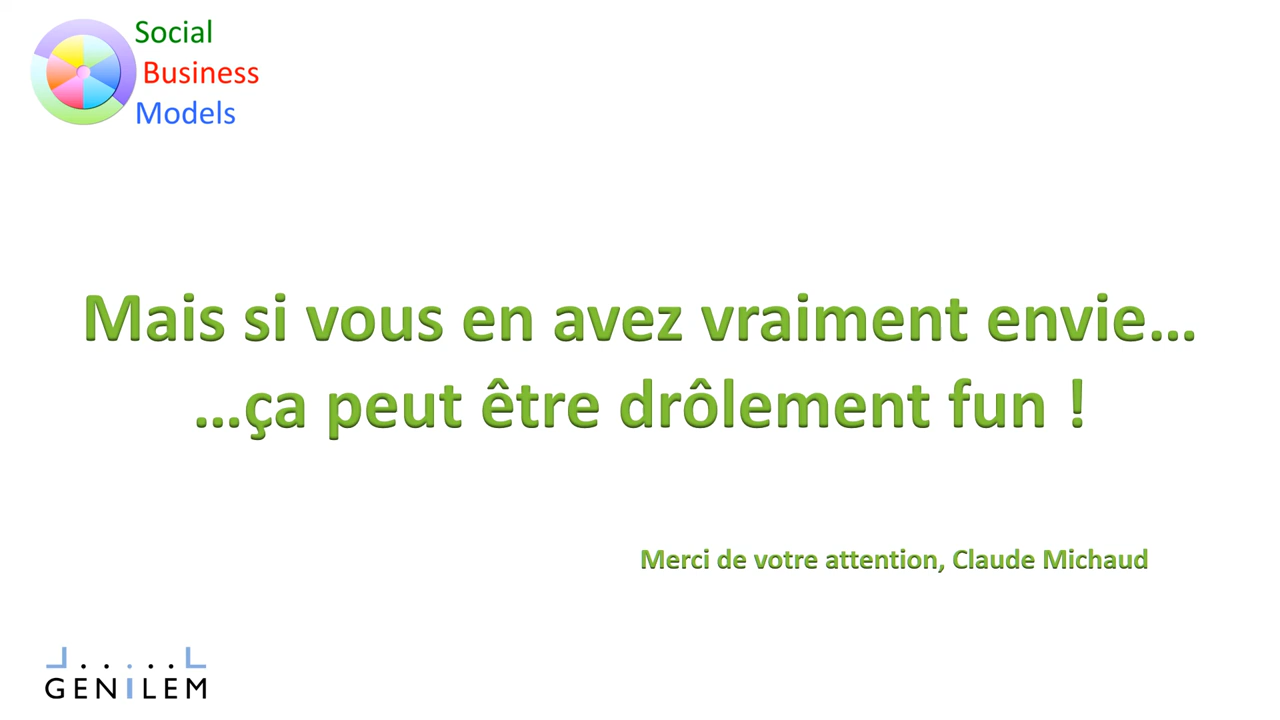 Social
Business
Models
Mais si vous en avez vraiment envie…
…ça peut être drôlement fun !
Merci de votre attention, Claude Michaud
GENILEM